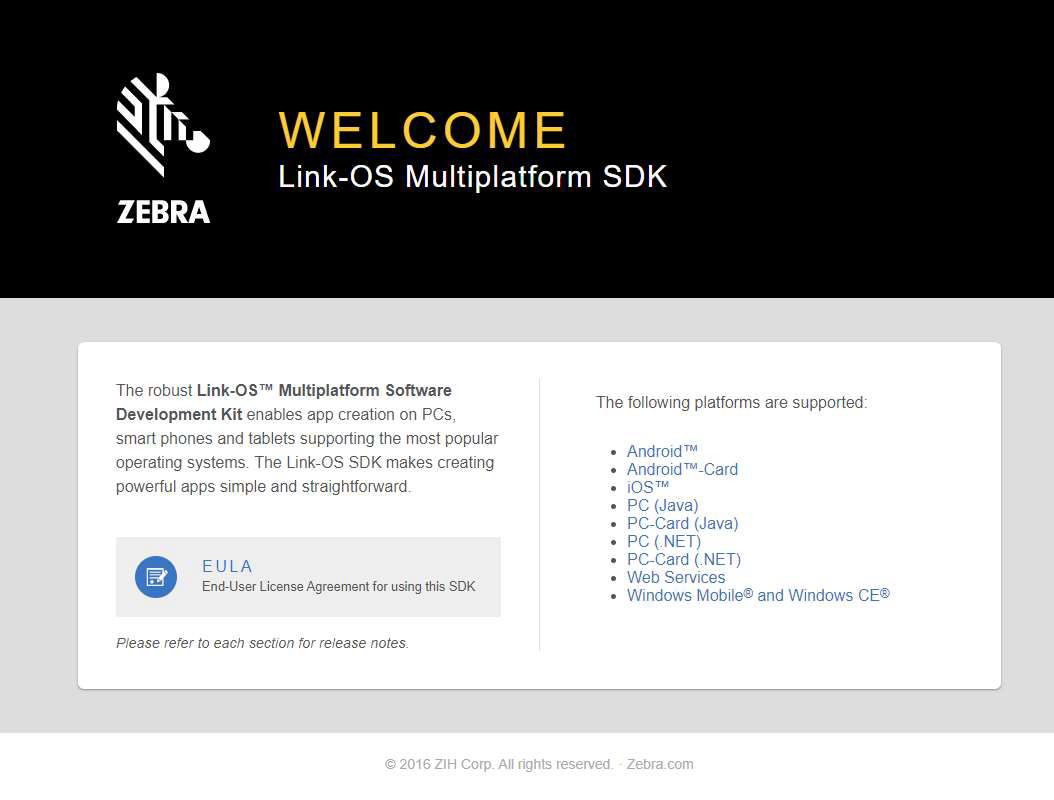 ZEBRA
WELCOME
Link-OS Multiplatform SDK
The robust Link-OS™ Multiplatform Software
Development Kit enables app creation on PCs,
smart phones and tablets supporting the most popular
operating systems. The Link-OS SDK makes creating
powerful apps simple and straightforward.
EULA
End-User License Agreement for using this SDK
Please refer to each section for release notes.
The following platforms are supported:
Android™
Android™-Card
iOS™
PC (Java)
PC-Card (Java)
PC (.NET)
PC-Card (.NET)
Web Services
Windows Mobile® and Windows CE®
© 2016 ZIH Corp. All rights reserved. · Zebra.com